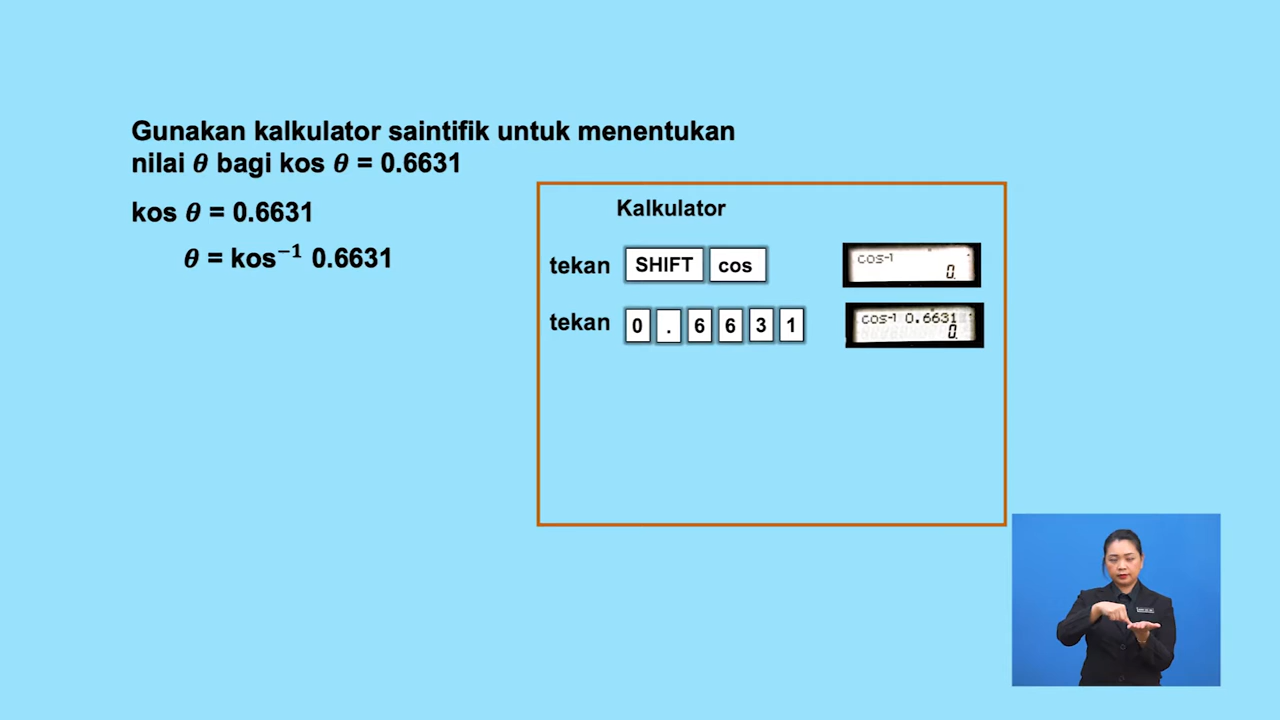 Gunakan kalkulator saintifik untuk menentukan
nilai θ bagi kos θ = 0.6631
kos θ = 0.6631
θ = kos⁻¹ 0.6631
Kalkulator
tekan SHIFT cos
cos-1
0.
tekan 0 . 6 6 3 1
cos-1 0.6631
0.